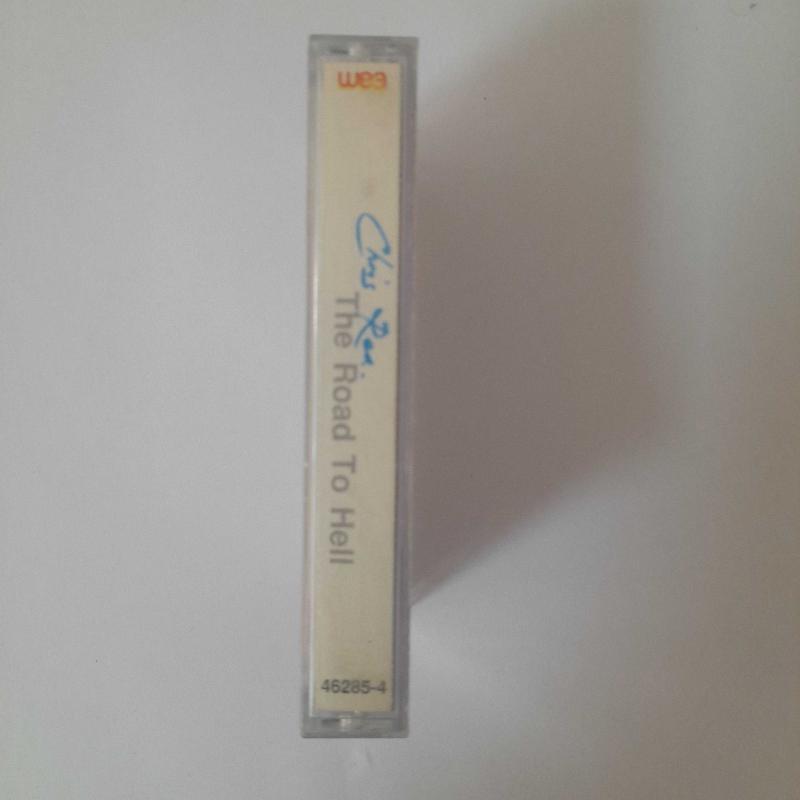 wea
Chris Rea.
The Road To Hell
46285-4